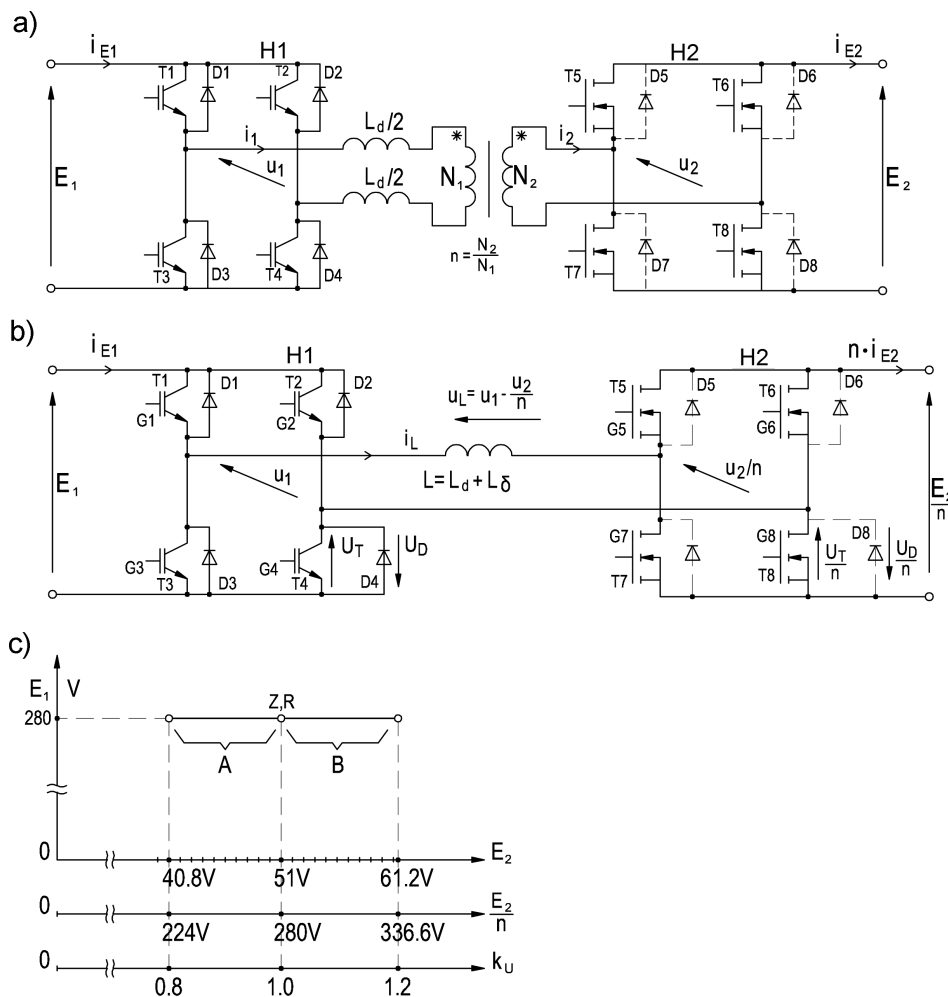 a)
i E1 H1 H2 i E2
T1 D1 T2 D2 T5 D5 T6 D6
i1 Ld/2 * * i2
E1 u1 N1 N2 u2 E2
Ld/2
n = N2/N1
T3 D3 T4 D4 T7 D7 T8 D8
b)
i E1 H1 H2 n·i E2
T1 D1 T2 D2 T5 D5 T6 D6
G1 G2 uL= u1 - u2/n G5 G6
iL
E1 u1 L= Ld + Lδ u2/n E2/n
G3 G4 UT UD G7 G8 UT/n D8 UD/n
T3 D3 T4 D4 T7 T8
c)
E1 V
Z,R
280
A B
0 E2
40.8V 51V 61.2V
0 E2/n
224V 280V 336.6V
0 kU
0.8 1.0 1.2